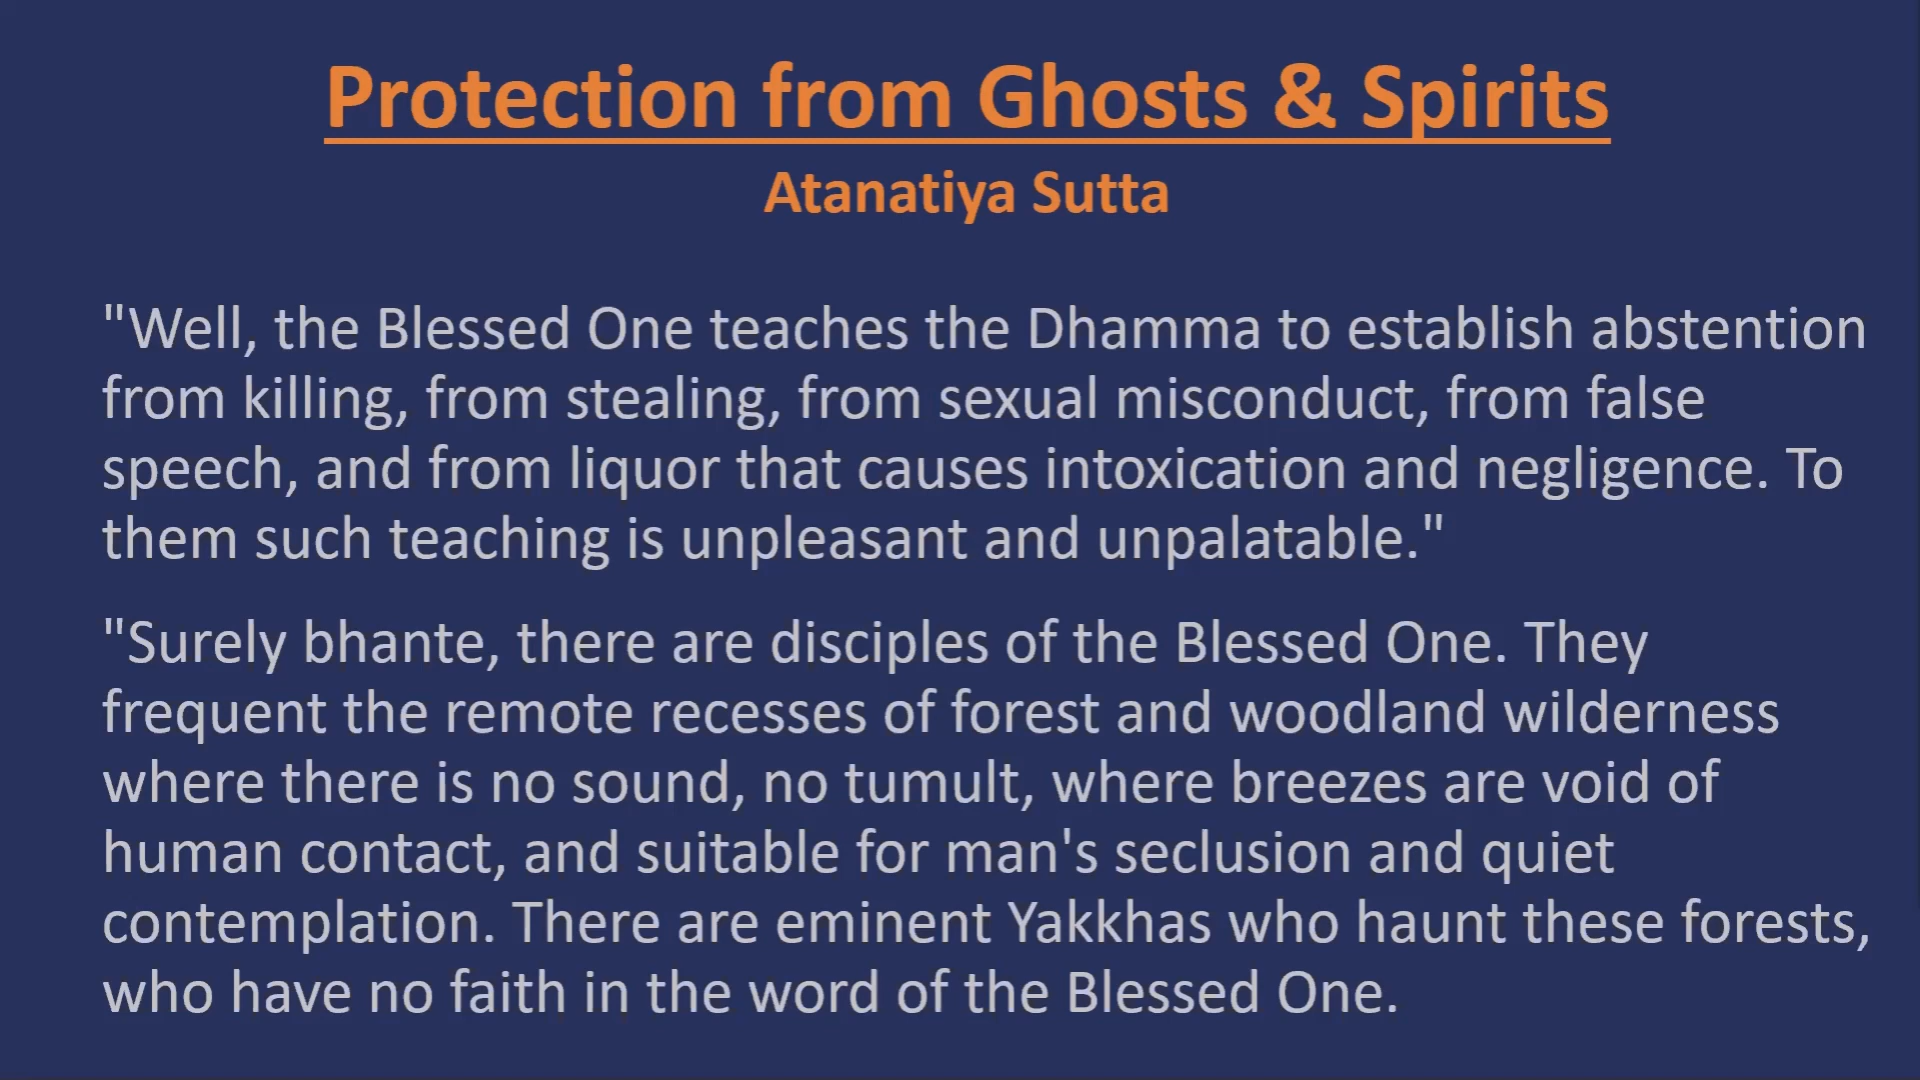 Protection from Ghosts & Spirits
Atanatiya Sutta
"Well, the Blessed One teaches the Dhamma to establish abstention
from killing, from stealing, from sexual misconduct, from false
speech, and from liquor that causes intoxication and negligence. To
them such teaching is unpleasant and unpalatable."
"Surely bhante, there are disciples of the Blessed One. They
frequent the remote recesses of forest and woodland wilderness
where there is no sound, no tumult, where breezes are void of
human contact, and suitable for man's seclusion and quiet
contemplation. There are eminent Yakkhas who haunt these forests,
who have no faith in the word of the Blessed One.